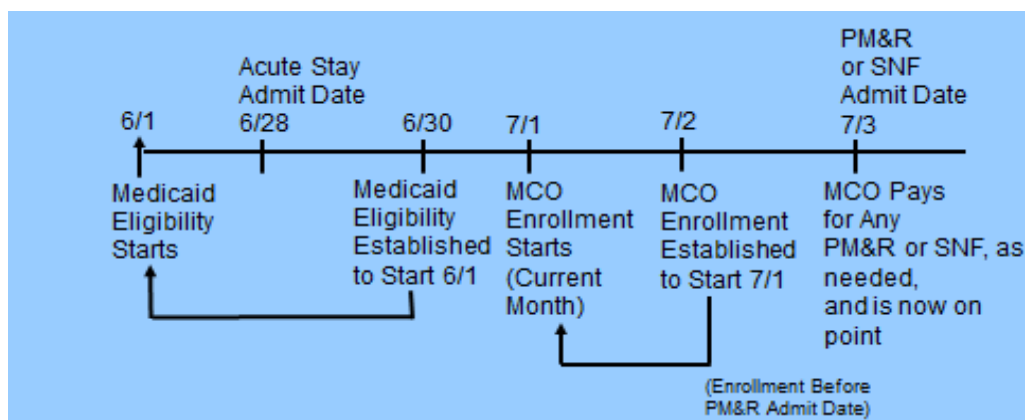 Acute Stay
Admit Date
PM&R
or SNF
Admit Date
6/1
6/28
6/30
7/1
7/2
7/3
Medicaid
Eligibility
Starts
Medicaid
Eligibility
Established
to Start 6/1
MCO
Enrollment
Starts
(Current
Month)
MCO
Enrollment
Established
to Start 7/1
MCO Pays
for Any
PM&R or SNF, as
needed,
and is now on
point
(Enrollment Before
PM&R Admit Date)